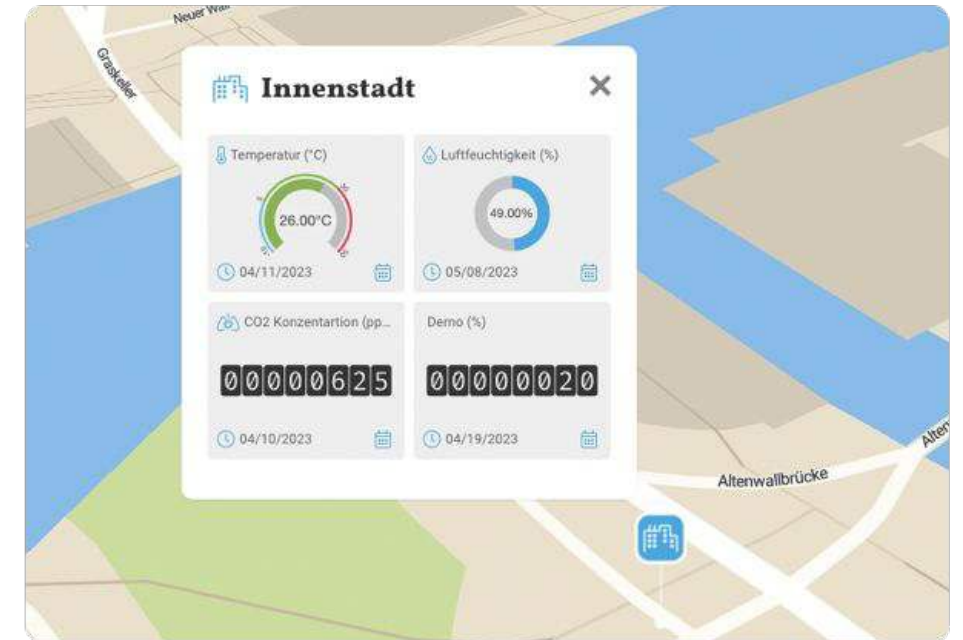 Neuer Wall
Graskeller
Innenstadt
Temperatur (°C)
26.00°C
04/11/2023
Luftfeuchtigkeit (%)
49.00%
05/08/2023
CO2 Konzentartion (pp...
00000625
04/10/2023
Demo (%)
00000020
04/19/2023
Altenwallbrücke
Alten